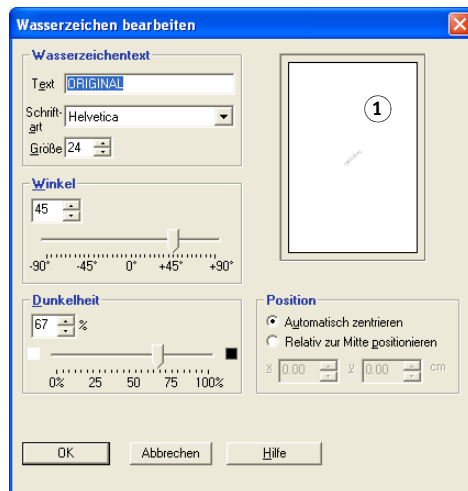 Wasserzeichen bearbeiten
Wasserzeichentext
Text ORIGINAL
Schrift-
art Helvetica
Größe 24
Winkel
45
-90° -45° 0° +45° +90°
Dunkelheit
67 %
0% 25 50 75 100%
1
ORIGINAL
Position
Automatisch zentrieren
Relativ zur Mitte positionieren
x 0.00 y 0.00 cm
OK Abbrechen Hilfe